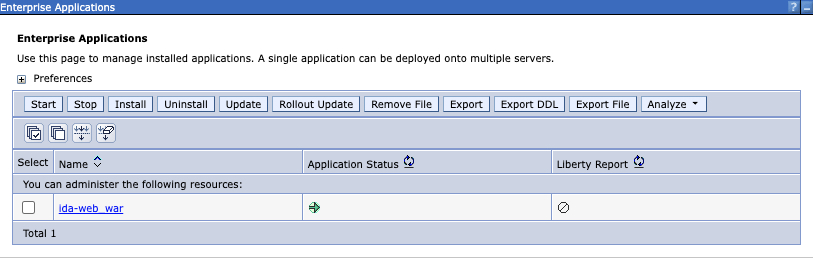 Enterprise Applications ? _
Enterprise Applications
Use this page to manage installed applications. A single application can be deployed onto multiple servers.
+ Preferences
Start Stop Install Uninstall Update Rollout Update Remove File Export Export DDL Export File Analyze
Select Name Application Status Liberty Report
You can administer the following resources:
ida-web_war
Total 1